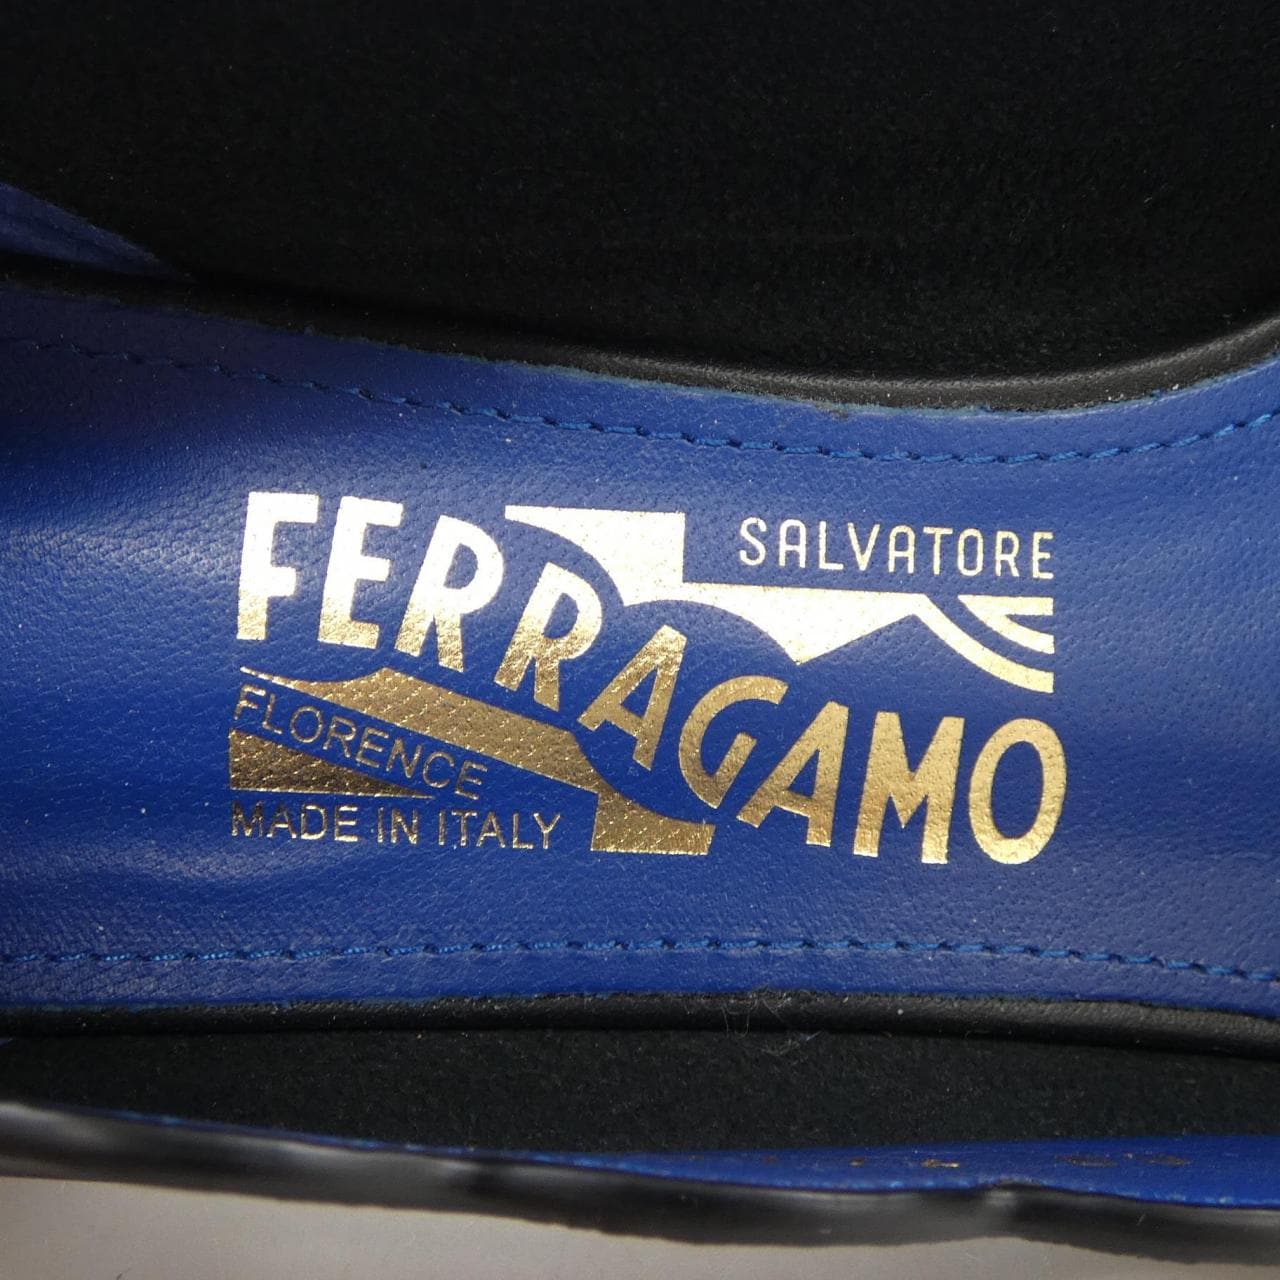 SALVATORE
FERRAGAMO
FLORENCE
MADE IN ITALY